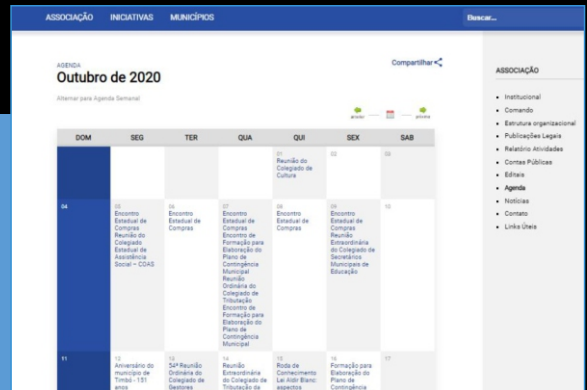 ASSOCIAÇÃO INICIATIVAS MUNICÍPIOS Buscar...
AGENDA
Outubro de 2020
Compartilhar
Alternar para Agenda Semanal
DOM SEG TER QUA QUI SEX SAB
01
Reunião do
Colegiado de
Cultura
02
03
04
05
Encontro
Estadual de
Compras
Reunião do
Colegiado
Estadual de
Assistência
Social – COAS
06
Encontro
Estadual de
Compras
07
Encontro
Estadual de
Compras
Encontro de
Formação para
Elaboração do
Plano de
Contingência
Municipal
Reunião
Ordinária do
Colegiado de
Tributação
Encontro de
Formação para
Elaboração do
Plano de
Contingência
Municipal
08
Encontro
Estadual de
Compras
09
Encontro
Estadual de
Compras
Reunião
Extraordinária
do Colegiado de
Secretários
Municipais de
Educação
10
11
12
Aniversário do
município de
Timbó - 151
anos
13
54ª Reunião
Ordinária do
Colegiado de
Gestores
14
Reunião
Extraordinária
do Colegiado de
Tributação da
15
Roda de
Conhecimento
Lei Aldir Blanc:
aspectos
16
Formação para
Elaboração do
Plano de
Contingência
17
ASSOCIAÇÃO
Institucional
Comando
Estrutura organizacional
Publicações Legais
Relatório Atividades
Contas Públicas
Editais
Agenda
Notícias
Contato
Links Úteis